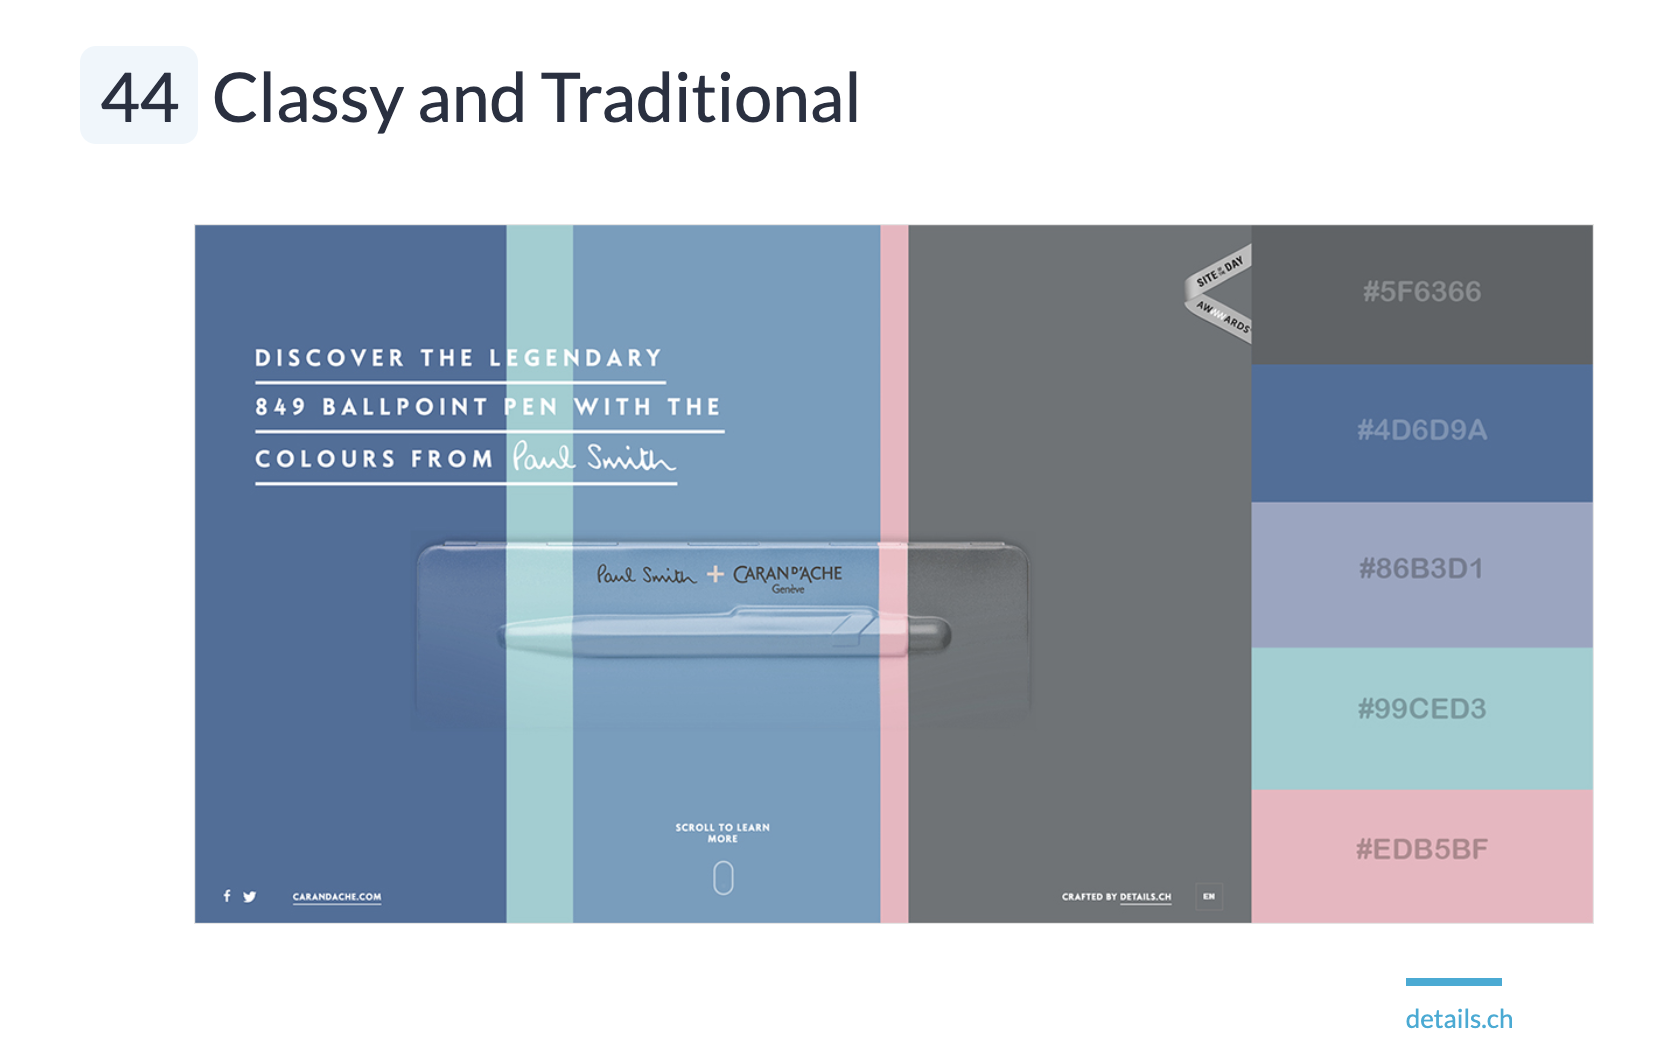 44 Classy and Traditional
DISCOVER THE LEGENDARY
849 BALLPOINT PEN WITH THE
COLOURS FROM Paul Smith
Paul Smith + CARAN D'ACHE
Genève
SCROLL TO LEARN
MORE
CARANDACHE.COM
CRAFTED BY DETAILS.CH
EN
SITE OF THE DAY
AWWWARDS
#5F6366
#4D6D9A
#86B3D1
#99CED3
#EDB5BF
details.ch